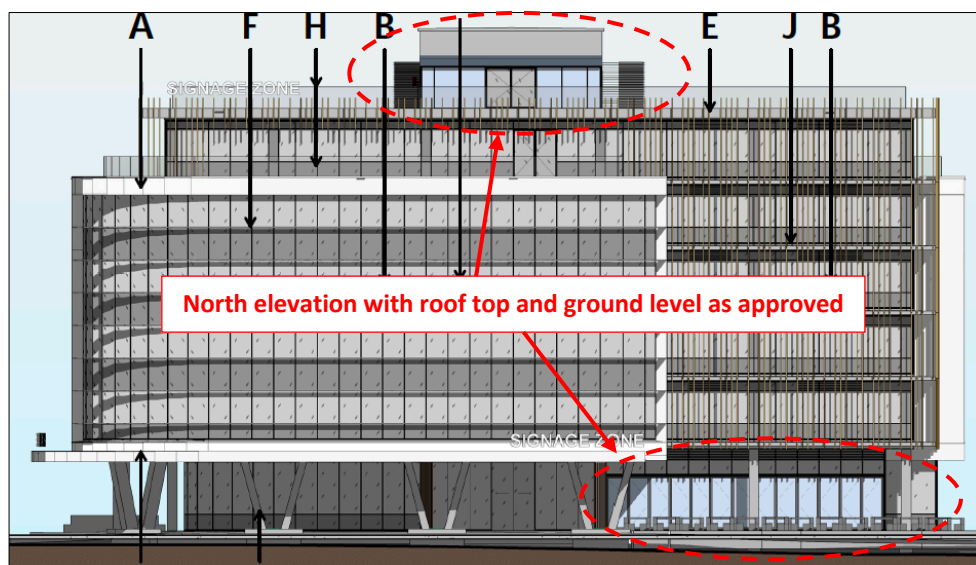 A F H B E J B
SIGNAGE ZONE
North elevation with roof top and ground level as approved
SIGNAGE ZONE